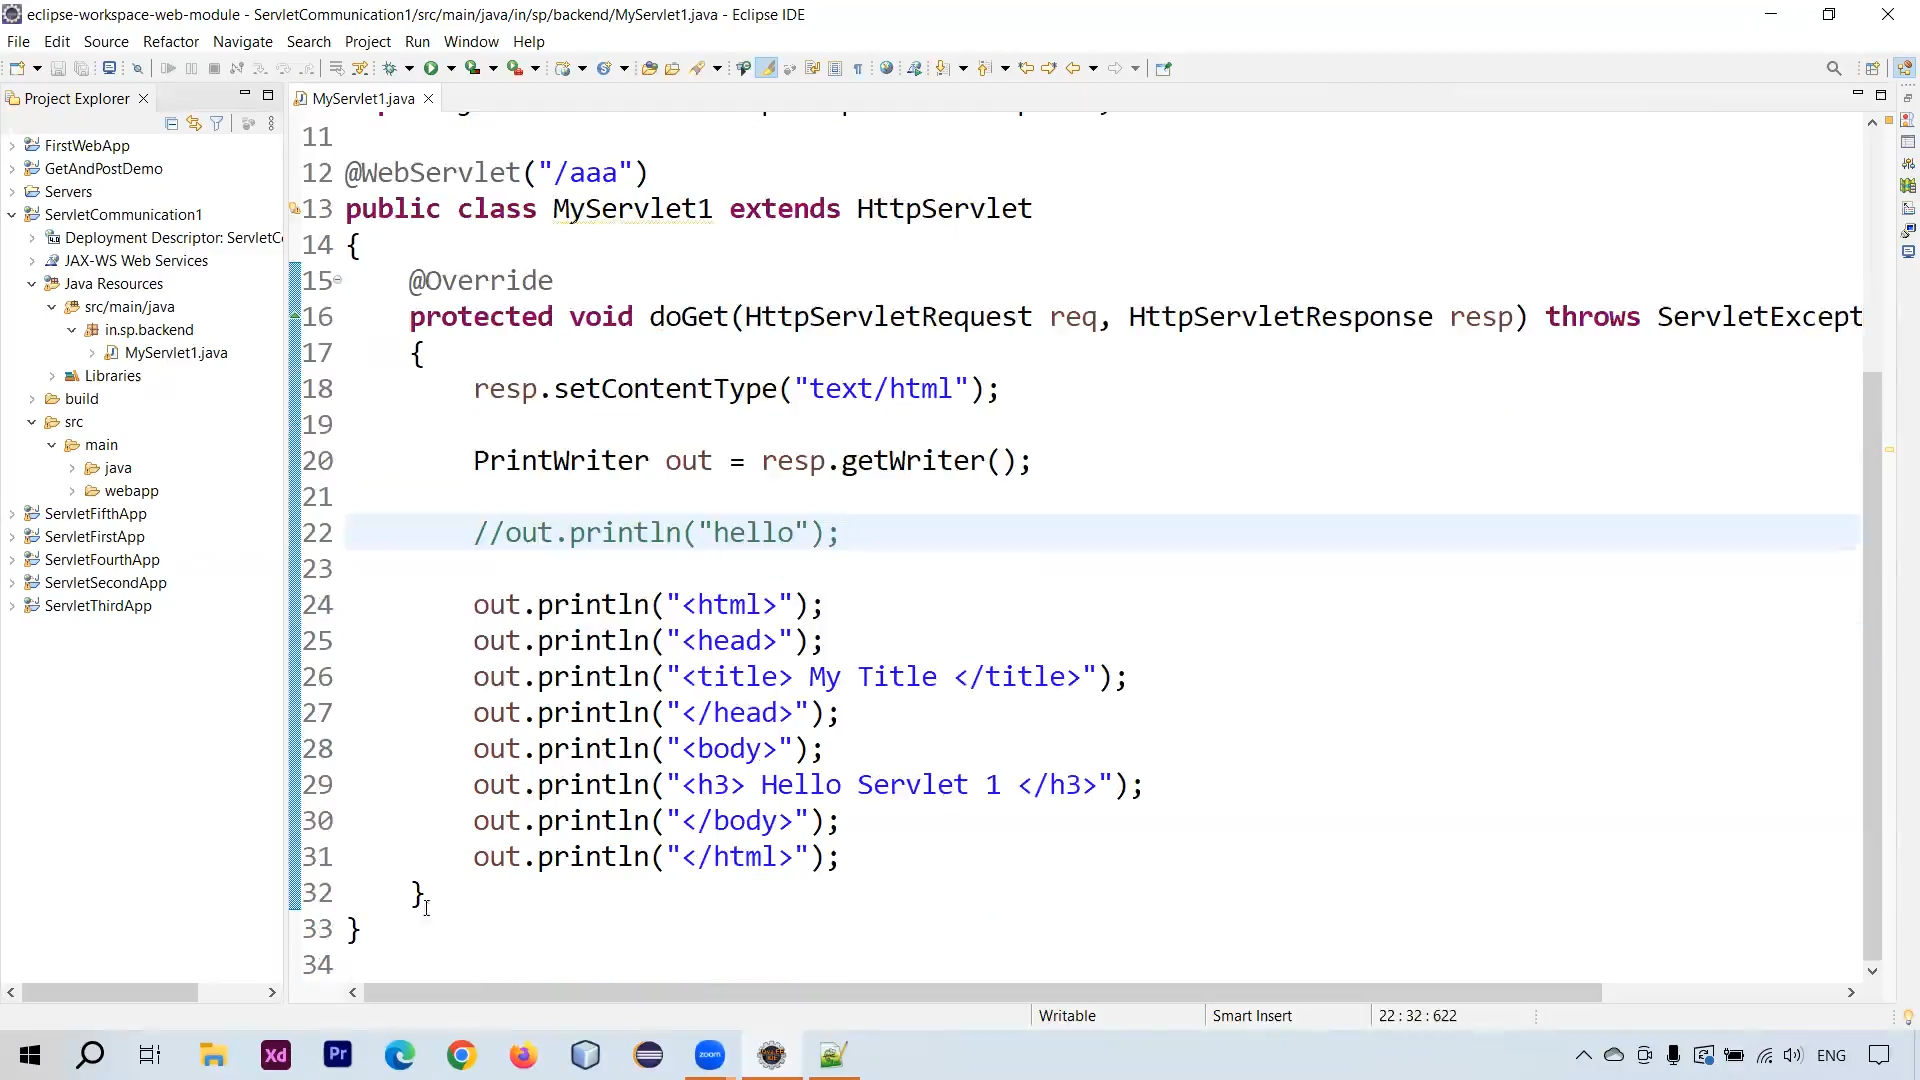 eclipse-workspace-web-module - ServletCommunication1/src/main/java/in/sp/backend/MyServlet1.java - Eclipse IDE
File Edit Source Refactor Navigate Search Project Run Window Help
Project Explorer
FirstWebApp
GetAndPostDemo
Servers
ServletCommunication1
Deployment Descriptor: ServletCo
JAX-WS Web Services
Java Resources
src/main/java
in.sp.backend
MyServlet1.java
Libraries
build
src
main
java
webapp
ServletFifthApp
ServletFirstApp
ServletFourthApp
ServletSecondApp
ServletThirdApp
MyServlet1.java
11
12 @WebServlet("/aaa")
13 public class MyServlet1 extends HttpServlet
14 {
15 @Override
16 protected void doGet(HttpServletRequest req, HttpServletResponse resp) throws ServletExcept
17 {
18 resp.setContentType("text/html");
19
20 PrintWriter out = resp.getWriter();
21
22 //out.println("hello");
23
24 out.println("<html>");
25 out.println("<head>");
26 out.println("<title> My Title </title>");
27 out.println("</head>");
28 out.println("<body>");
29 out.println("<h3> Hello Servlet 1 </h3>");
30 out.println("</body>");
31 out.println("</html>");
32 }
33 }
34
Writable Smart Insert 22 : 32 : 622
Xd Pr zoom ENG